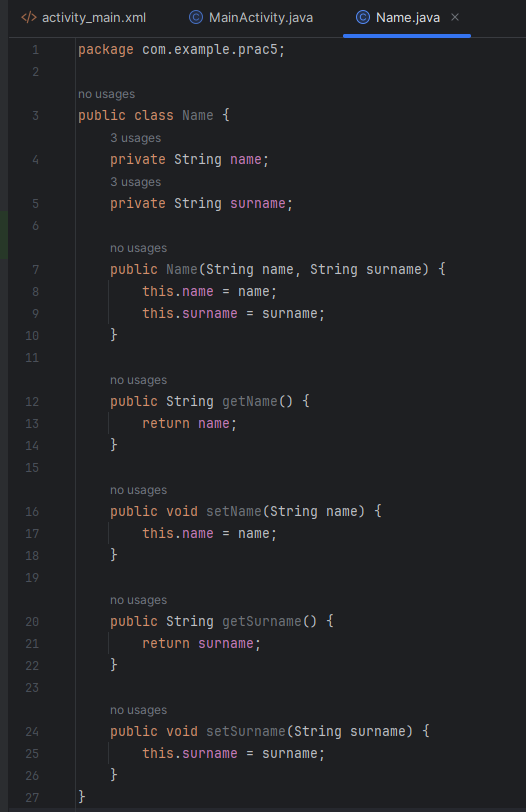 activity_main.xml MainActivity.java Name.java
1 package com.example.prac5;
2
no usages
3 public class Name {
3 usages
4 private String name;
3 usages
5 private String surname;
6
no usages
7 public Name(String name, String surname) {
8 this.name = name;
9 this.surname = surname;
10 }
11
no usages
12 public String getName() {
13 return name;
14 }
15
no usages
16 public void setName(String name) {
17 this.name = name;
18 }
19
no usages
20 public String getSurname() {
21 return surname;
22 }
23
no usages
24 public void setSurname(String surname) {
25 this.surname = surname;
26 }
27 }